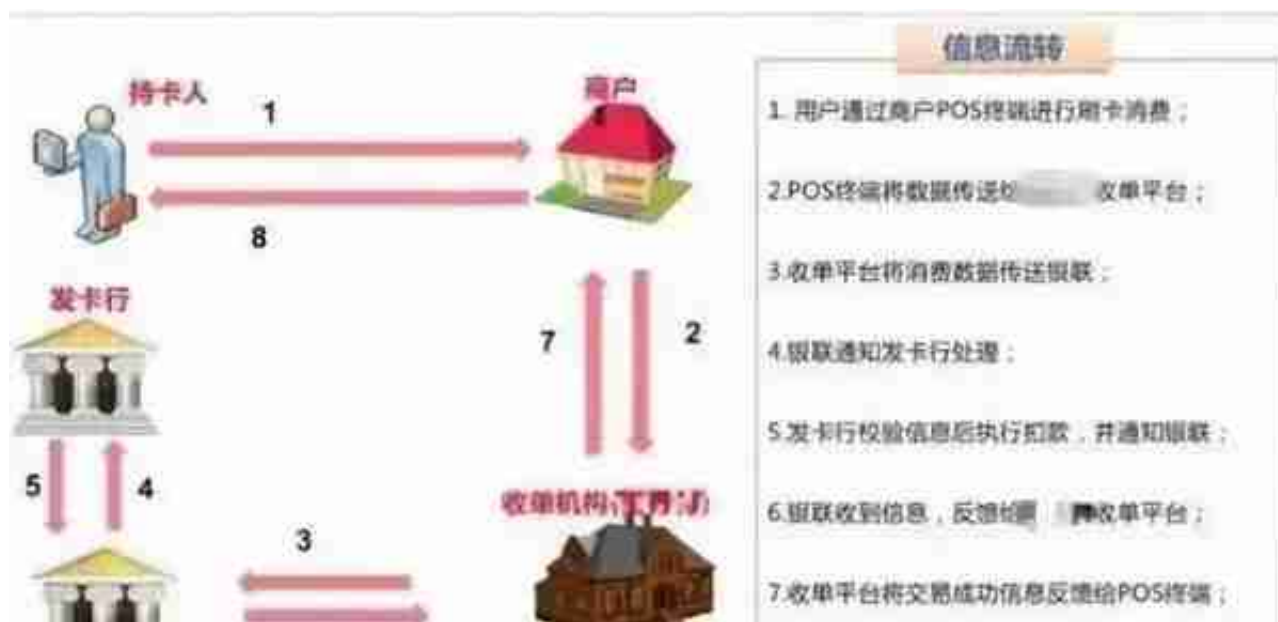 信息流转
持卡人
商户
1
8
发卡行
7
2
5
4
收单机构
3
1. 用户通过商户POS终端进行刷卡消费；
2.POS终端将数据传送给 收单平台；
3.收单平台将消费数据传送银联；
4.银联通知发卡行处理；
5.发卡行校验信息后执行扣款，并通知银联；
6.银联收到信息，反馈给 收单平台；
7.收单平台将交易成功信息反馈给POS终端；